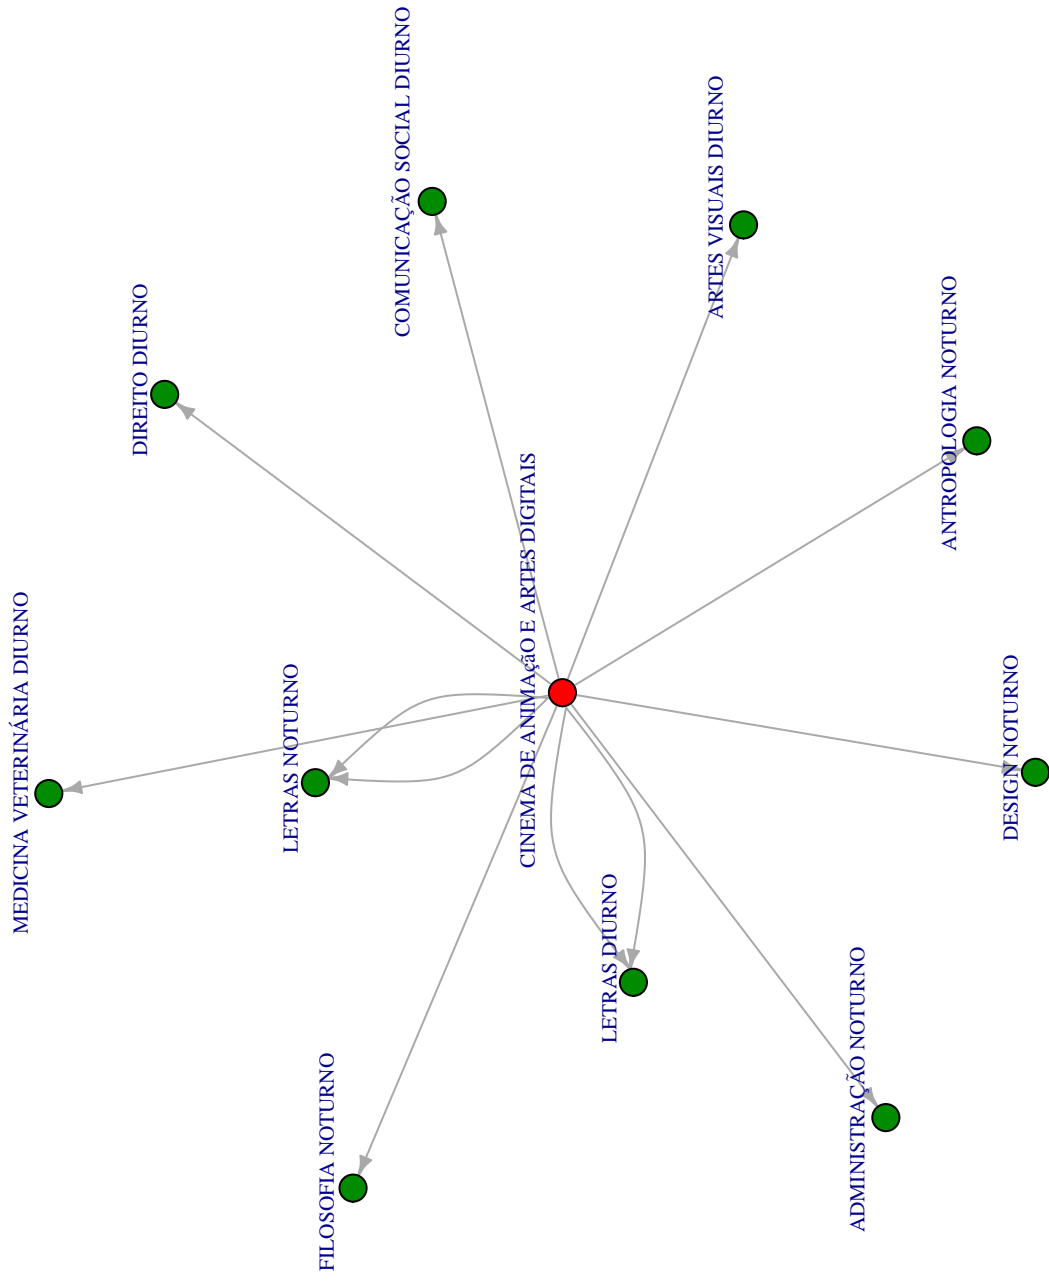 COMUNICAÇÃO SOCIAL DIURNO
ARTES VISUAIS DIURNO
DIREITO DIURNO
ANTROPOLOGIA NOTURNO
CINEMA DE ANIMAçãO E ARTES DIGITAIS
MEDICINA VETERINÁRIA DIURNO
LETRAS NOTURNO
DESIGN NOTURNO
LETRAS DIURNO
ADMINISTRAÇÃO NOTURNO
FILOSOFIA NOTURNO